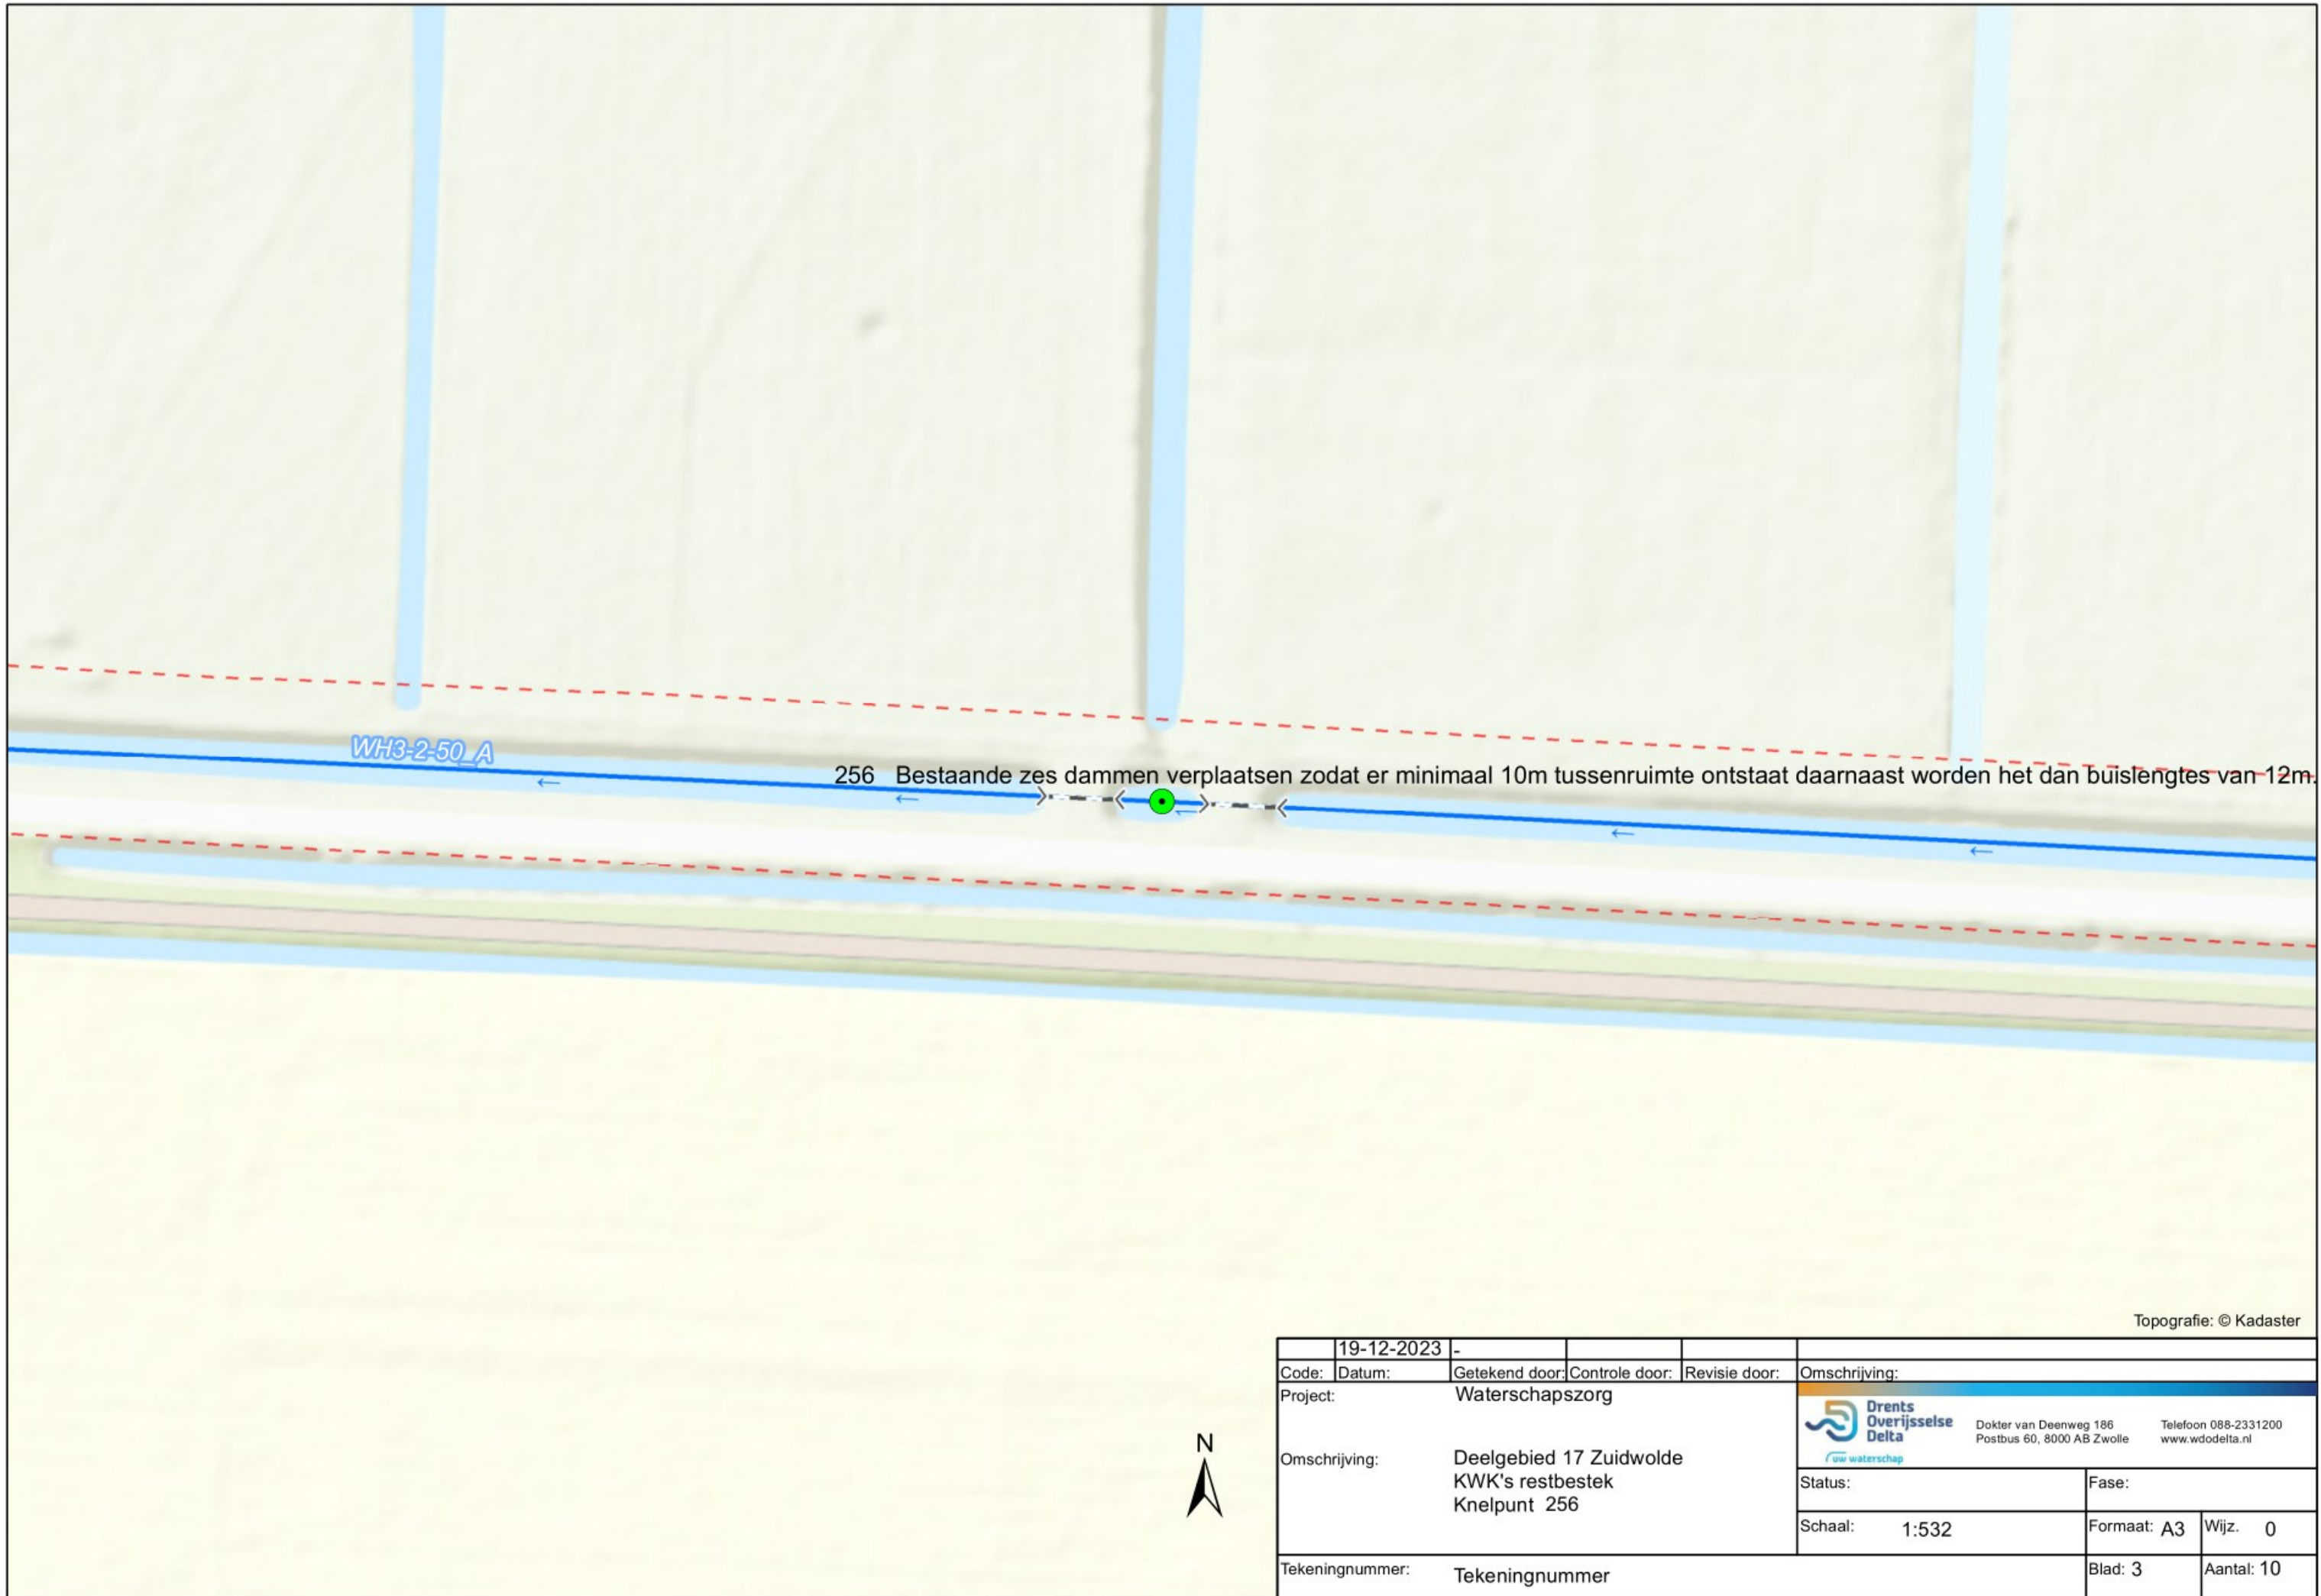 WH3-2-50_A
256 Bestaande zes dammen verplaatsen zodat er minimaal 10m tussenruimte ontstaat daarnaast worden het dan buislengtes van 12m.
Topografie: © Kadaster
19-12-2023 -
Code: Datum: Getekend door: Controle door: Revisie door: Omschrijving:
Project: Waterschapszorg
Drents
Overijsselse
Delta
uw waterschap
Dokter van Deenweg 186
Postbus 60, 8000 AB Zwolle
Telefoon 088-2331200
www.wdodelta.nl
N
Omschrijving: Deelgebied 17 Zuidwolde
KWK's restbestek
Knelpunt 256
Status: Fase:
Schaal: 1:532 Formaat: A3 Wijz. 0
Tekeningnummer: Tekeningnummer Blad: 3 Aantal: 10